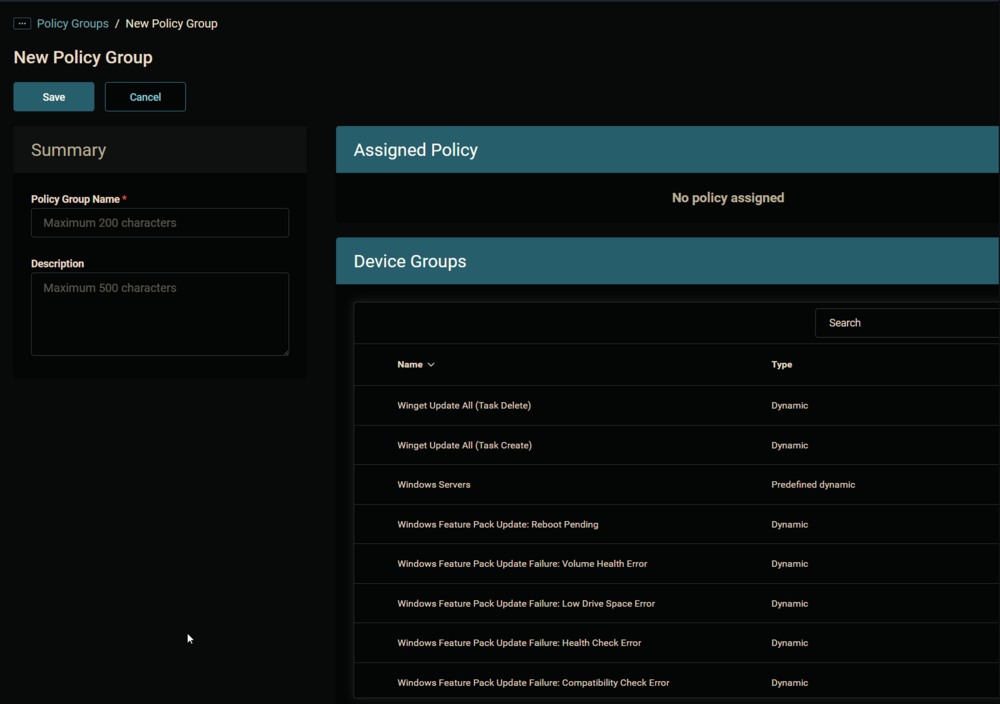 Policy Groups / New Policy Group
New Policy Group
Save Cancel
Summary
Policy Group Name *
Maximum 200 characters
Description
Maximum 500 characters
Assigned Policy
No policy assigned
Device Groups
Search
Name Type
Winget Update All (Task Delete) Dynamic
Winget Update All (Task Create) Dynamic
Windows Servers Predefined dynamic
Windows Feature Pack Update: Reboot Pending Dynamic
Windows Feature Pack Update Failure: Volume Health Error Dynamic
Windows Feature Pack Update Failure: Low Drive Space Error Dynamic
Windows Feature Pack Update Failure: Health Check Error Dynamic
Windows Feature Pack Update Failure: Compatibility Check Error Dynamic